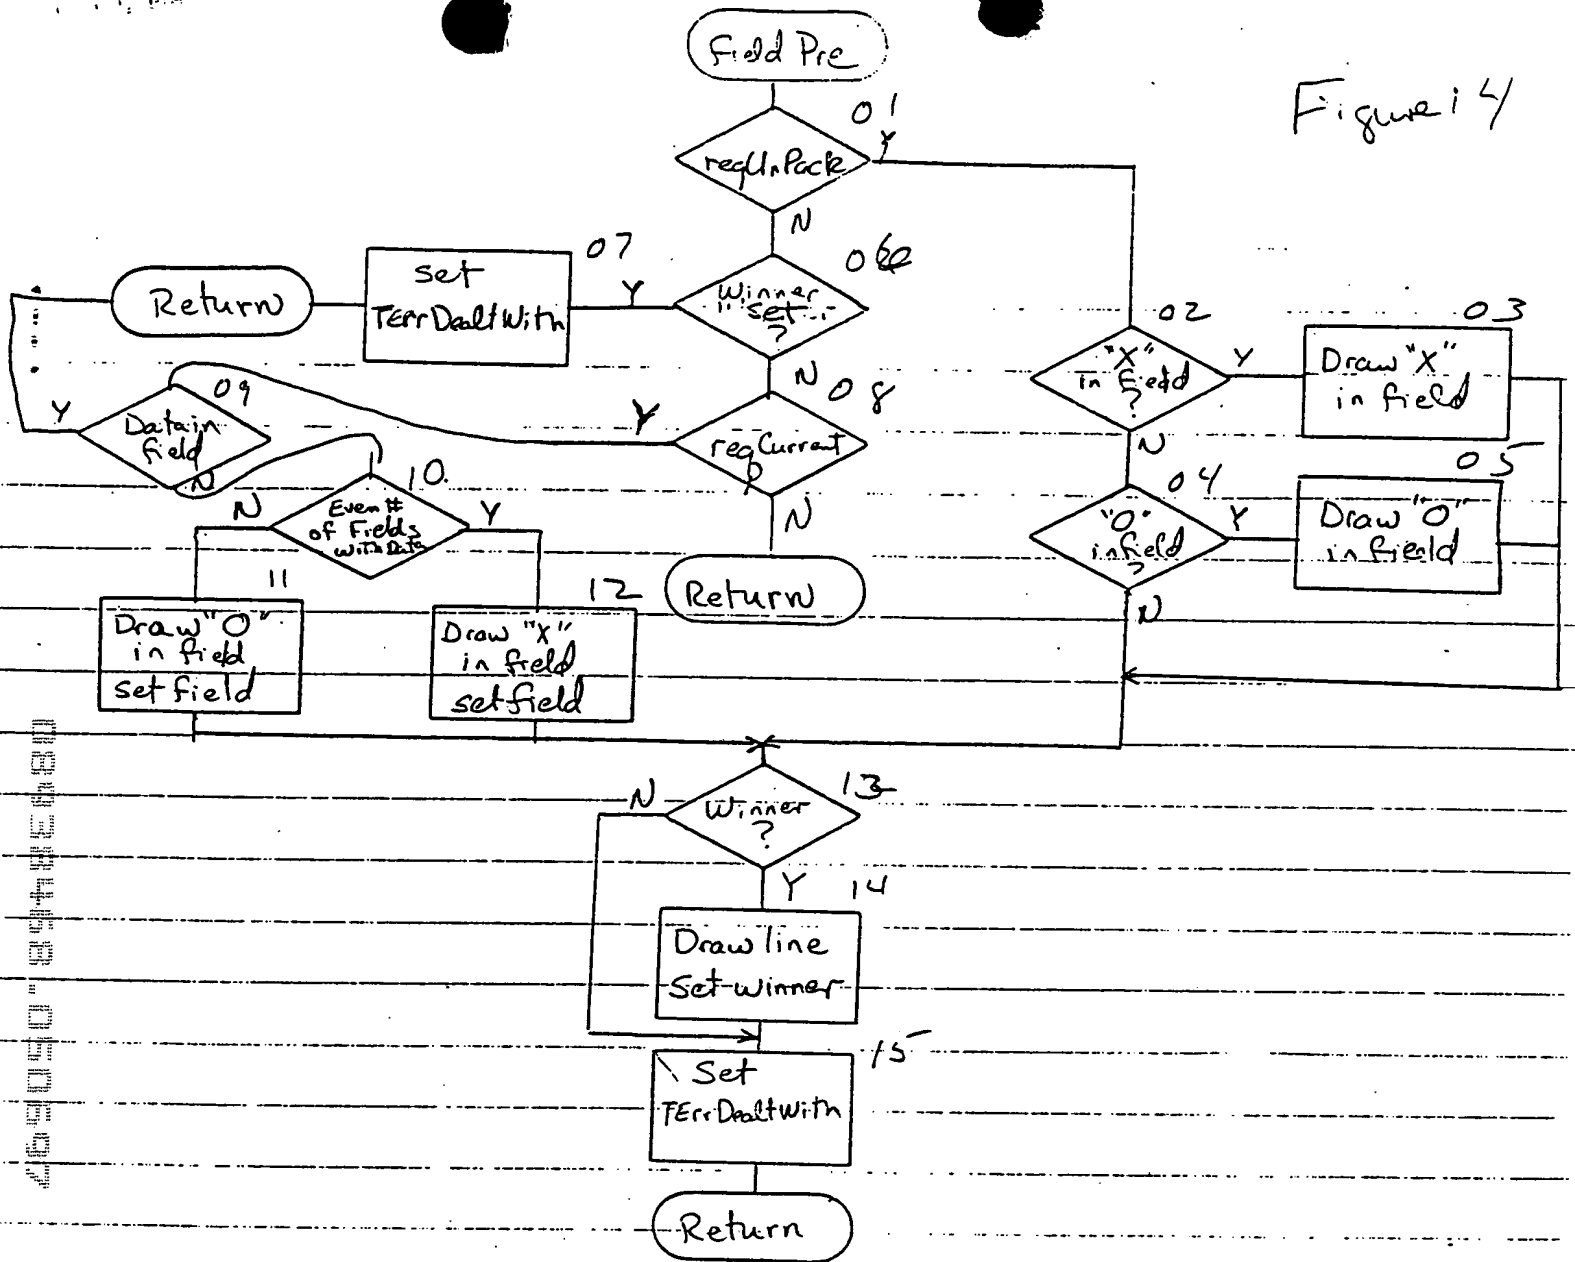 Field Pre
Figure 14
01
reqUnPack
Y
N
06
Winner
set
?
Y
07
set
TErrDealtWith
Return
N
08
reqCurrent
?
Y
N
Return
09
Data in
field
Y
N
10.
Even #
of Fields
with Data
N
Y
11
Draw "O"
in field
set field
12
Draw "X"
in field
set field
02
"X"
in Field
?
Y
N
03
Draw "X"
in field
04
"O"
in field
?
Y
N
05
Draw "O"
in field
13
Winner
?
N
Y
14
Draw line
Set winner
15
Set
TErrDealtWith
Return